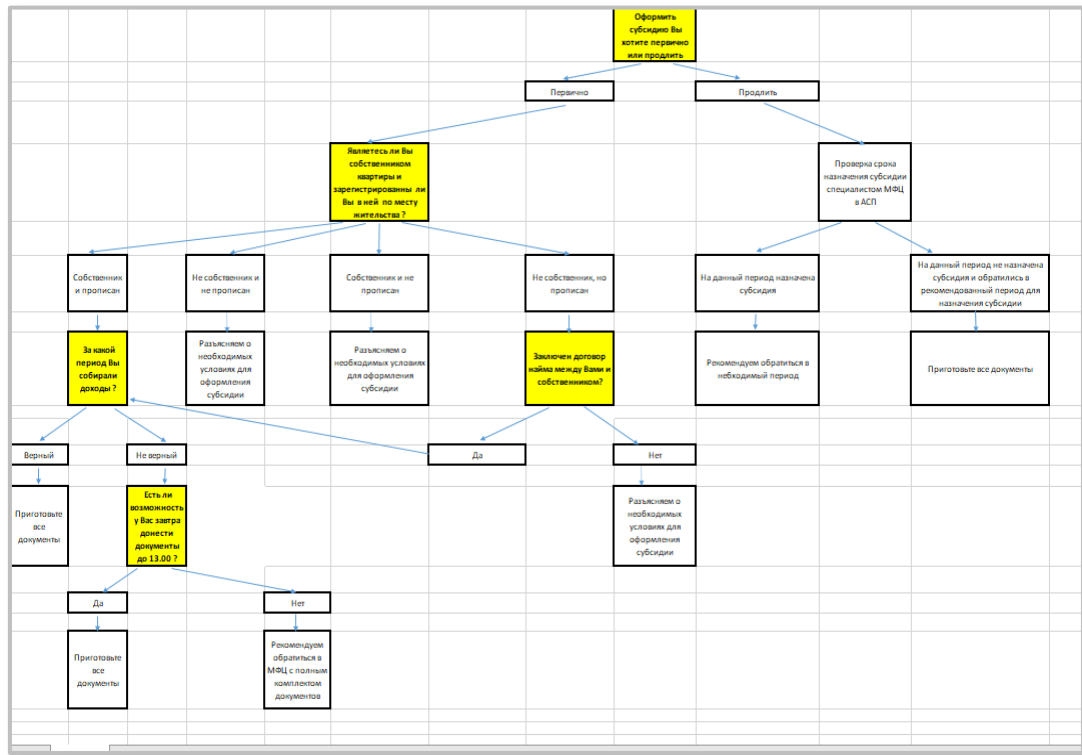 Оформить
субсидию Вы
хотите первично
или продлить
Первично
Продлить
Являетесь ли Вы
собственником
квартиры и
зарегистрированны ли
Вы в ней по месту
жительства ?
Проверка срока
назначения субсидии
специалистом МФЦ
в АСП
Собственник
и прописан
Не собственник и
не прописан
Собственник и не
прописан
Не собственник, но
прописан
На данный период назначена
субсидия
На данный период не назначена
субсидия и обратились в
рекомендованный период для
назначения субсидии
За какой
период Вы
собирали
доходы ?
Разъясняем о
необходимых
условиях для
оформления
субсидии
Разъясняем о
необходимых условиях
для оформления
субсидии
Заключен договор
найма между Вами и
собственником?
Рекомендуем обратиться в
небкодимый период
Приготовьте все документы
Верный
Не верный
Да
Нет
Приготовьте
все
документы
Есть ли
возможность
у Вас завтра
донести
документы
до 13.00 ?
Разъясняем о
необходимых
условиях для
оформления
субсидии
Да
Нет
Приготовьте
все
документы
Рекомендуем
обратиться в
МФЦ с полным
комплектом
документов